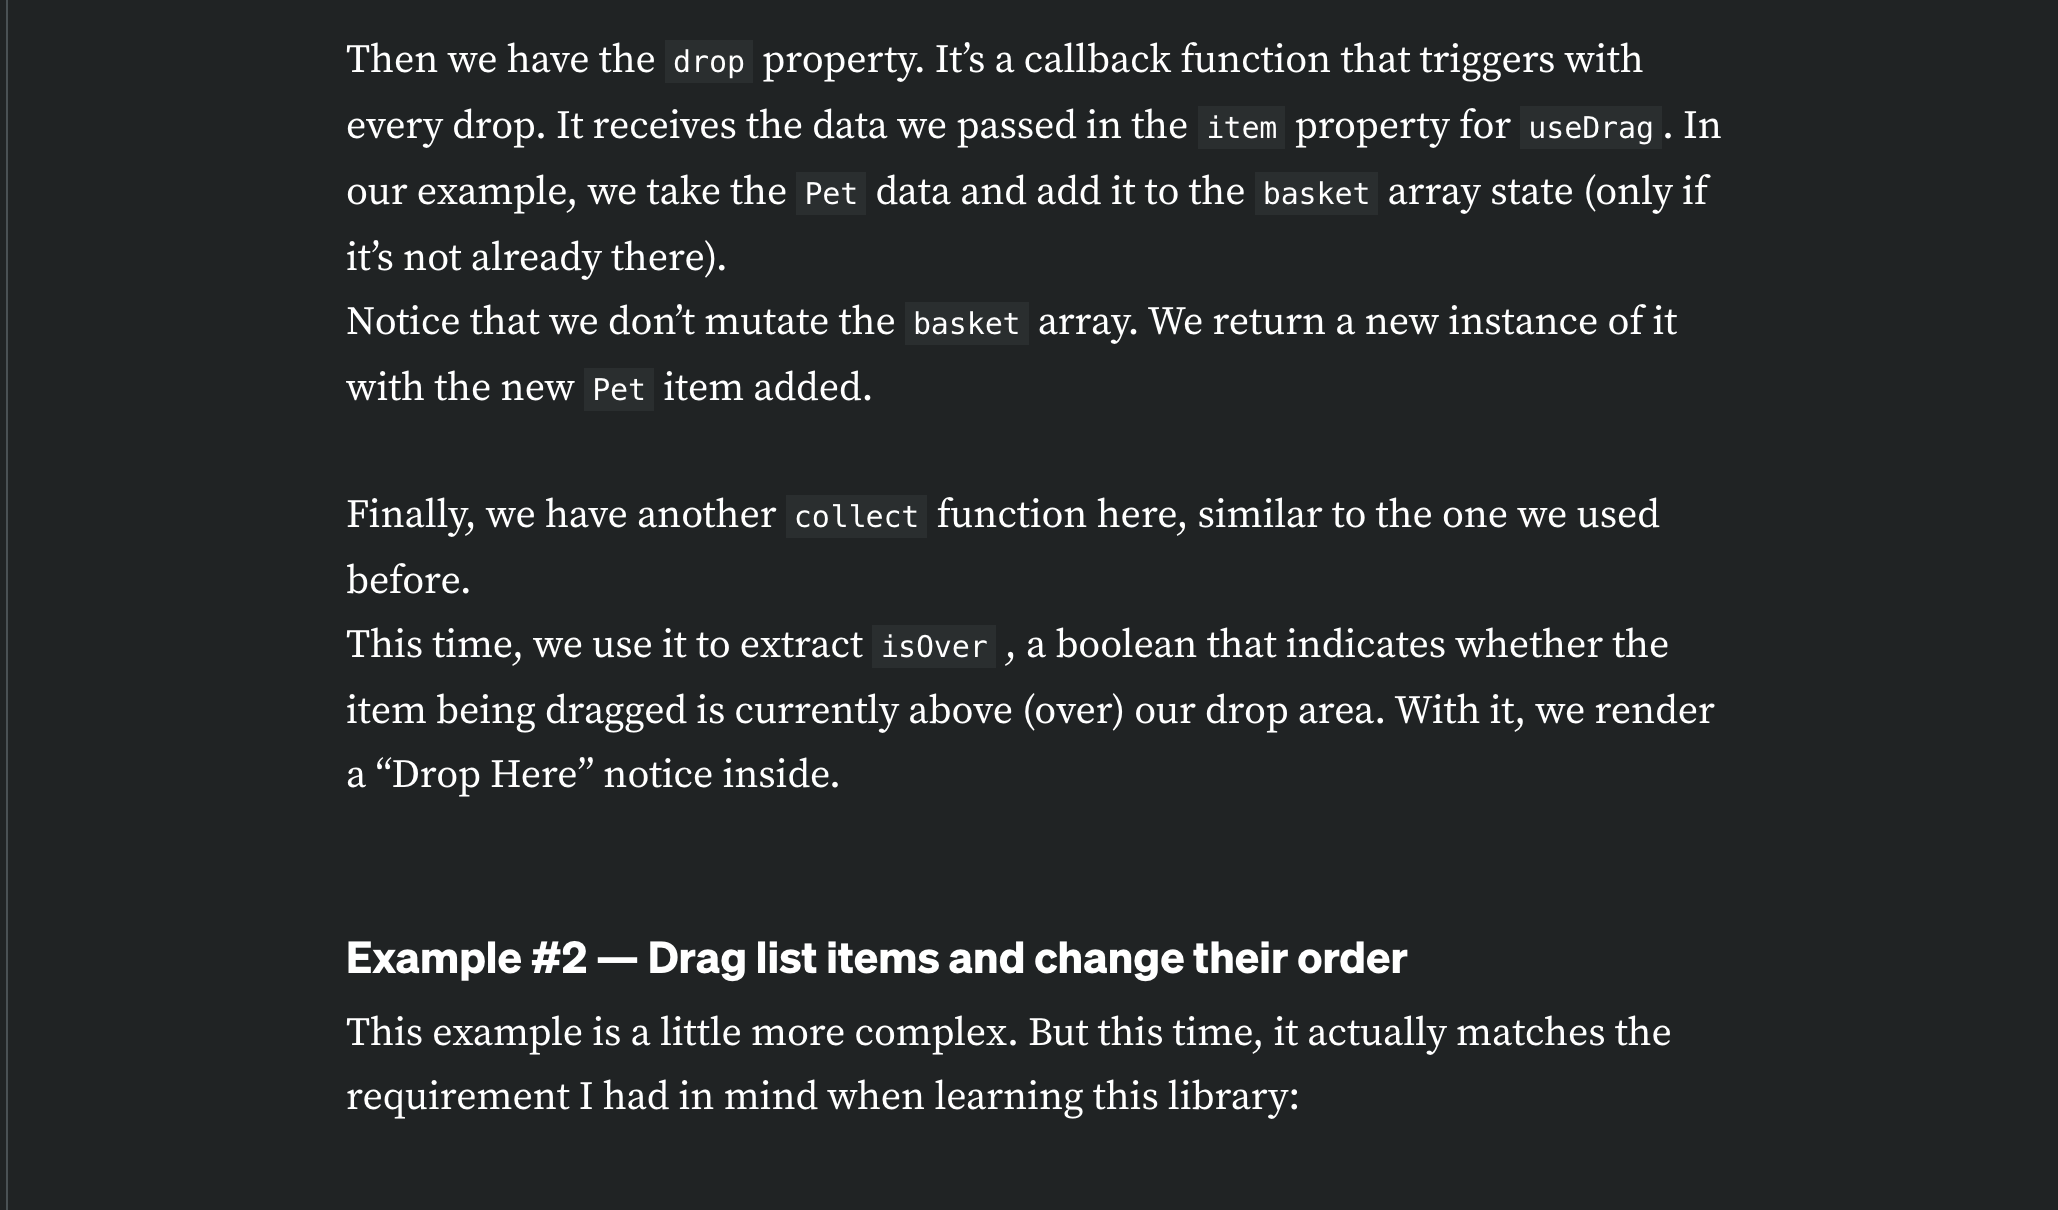 Then we have the drop property. It’s a callback function that triggers with
every drop. It receives the data we passed in the item property for useDrag. In
our example, we take the Pet data and add it to the basket array state (only if
it’s not already there).
Notice that we don’t mutate the basket array. We return a new instance of it
with the new Pet item added.
Finally, we have another collect function here, similar to the one we used
before.
This time, we use it to extract isOver , a boolean that indicates whether the
item being dragged is currently above (over) our drop area. With it, we render
a “Drop Here” notice inside.
Example #2 — Drag list items and change their order
This example is a little more complex. But this time, it actually matches the
requirement I had in mind when learning this library: